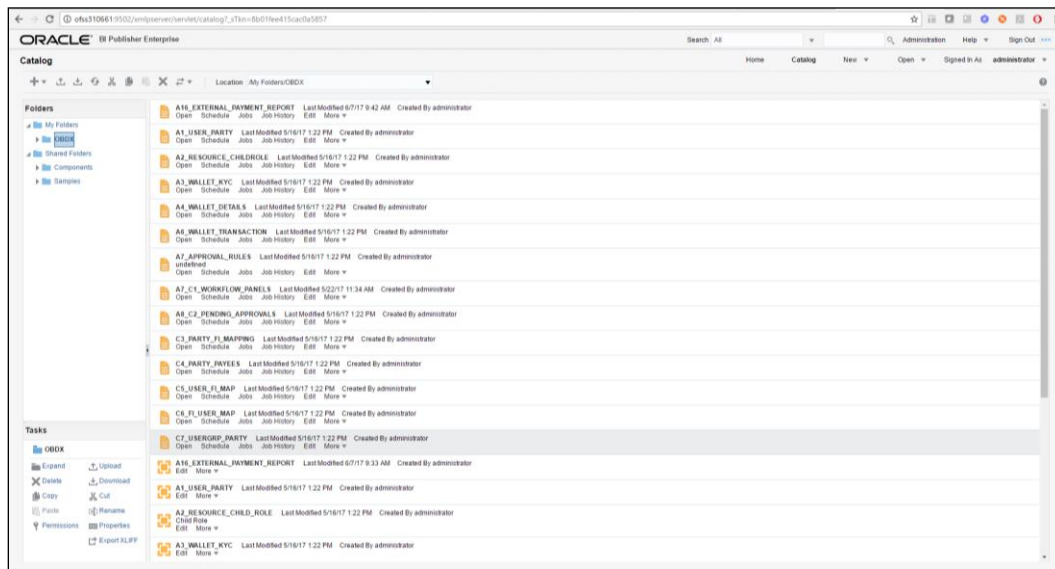 ofss310661:9502/xmlpserver/servlet/catalog?_sTkn=8b01fee415cac0a5857
ORACLE BI Publisher Enterprise
Search All
Administration Help Sign Out
Catalog
Home Catalog New Open Signed In As administrator
Location /My Folders/OBDX
Folders
My Folders
OBDX
Shared Folders
Components
Samples
A16_EXTERNAL_PAYMENT_REPORT Last Modified 6/7/17 9:42 AM Created By administrator
Open Schedule Jobs Job History Edit More
A1_USER_PARTY Last Modified 5/16/17 1:22 PM Created By administrator
Open Schedule Jobs Job History Edit More
A2_RESOURCE_CHILDROLE Last Modified 5/16/17 1:22 PM Created By administrator
Open Schedule Jobs Job History Edit More
A3_WALLET_KYC Last Modified 5/16/17 1:22 PM Created By administrator
Open Schedule Jobs Job History Edit More
A4_WALLET_DETAILS Last Modified 5/16/17 1:22 PM Created By administrator
Open Schedule Jobs Job History Edit More
A6_WALLET_TRANSACTION Last Modified 5/16/17 1:22 PM Created By administrator
Open Schedule Jobs Job History Edit More
A7_APPROVAL_RULES Last Modified 5/16/17 1:22 PM Created By administrator
undefined
Open Schedule Jobs Job History Edit More
A7_C1_WORKFLOW_PANELS Last Modified 5/22/17 11:34 AM Created By administrator
Open Schedule Jobs Job History Edit More
A8_C2_PENDING_APPROVALS Last Modified 5/16/17 1:22 PM Created By administrator
Open Schedule Jobs Job History Edit More
C3_PARTY_FI_MAPPING Last Modified 5/16/17 1:22 PM Created By administrator
Open Schedule Jobs Job History Edit More
C4_PARTY_PAYEES Last Modified 5/16/17 1:22 PM Created By administrator
Open Schedule Jobs Job History Edit More
C5_USER_FI_MAP Last Modified 5/16/17 1:22 PM Created By administrator
Open Schedule Jobs Job History Edit More
C6_FI_USER_MAP Last Modified 5/16/17 1:22 PM Created By administrator
Open Schedule Jobs Job History Edit More
C7_USERGRP_PARTY Last Modified 5/16/17 1:22 PM Created By administrator
Open Schedule Jobs Job History Edit More
A16_EXTERNAL_PAYMENT_REPORT Last Modified 6/7/17 9:33 AM Created By administrator
Edit More
A1_USER_PARTY Last Modified 5/16/17 1:22 PM Created By administrator
Edit More
A2_RESOURCE_CHILD_ROLE Last Modified 5/16/17 1:22 PM Created By administrator
Child Role
Edit More
A3_WALLET_KYC Last Modified 5/16/17 1:22 PM Created By administrator
Edit More
Tasks
OBDX
Expand Upload
Delete Download
Copy Cut
Paste Rename
Permissions Properties
Export XLIFF